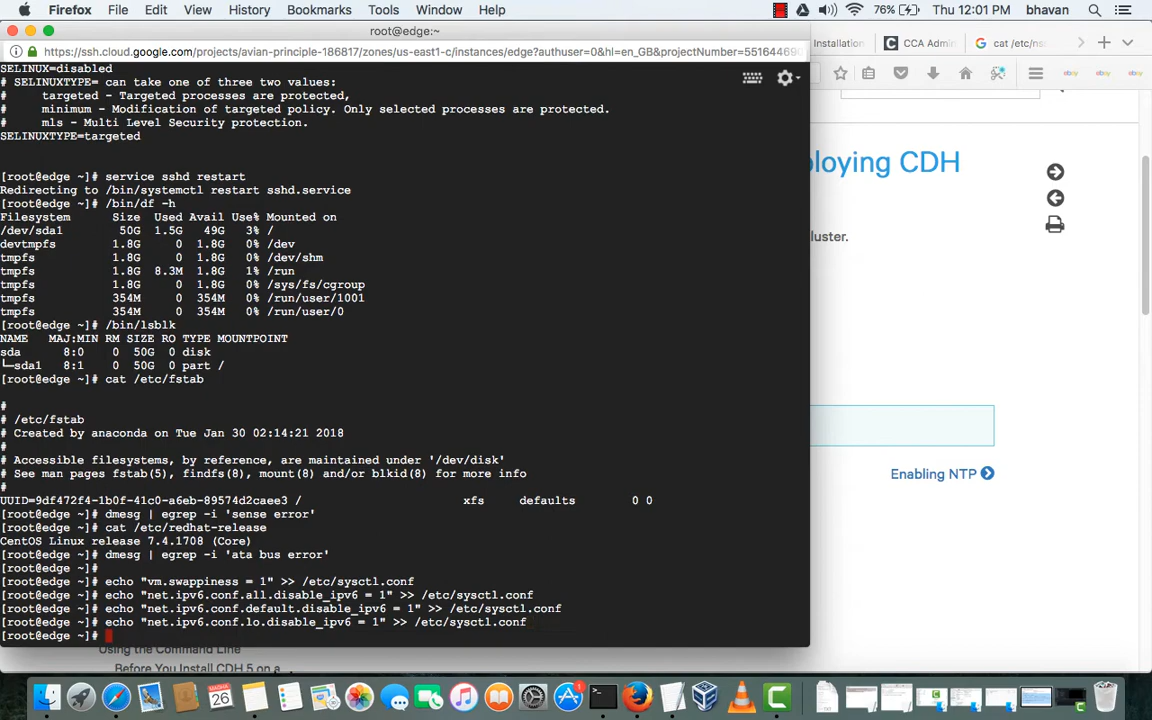 Firefox File Edit View History Bookmarks Tools Window Help 76% Thu 12:01 PM bhavan
root@edge:~
https://ssh.cloud.google.com/projects/avian-principle-186817/zones/us-east1-c/instances/edge?authuser=0&hl=en_GB&projectNumber=5516446
Installation CCA Admin cat /etc/ns
ebay ebay ebay
SELINUX=disabled
# SELINUXTYPE= can take one of three two values:
# targeted - Targeted processes are protected,
# minimum - Modification of targeted policy. Only selected processes are protected.
# mls - Multi Level Security protection.
SELINUXTYPE=targeted
[root@edge ~]# service sshd restart
Redirecting to /bin/systemctl restart sshd.service
[root@edge ~]# /bin/df -h
Filesystem Size Used Avail Use% Mounted on
/dev/sda1 50G 1.5G 49G 3% /
devtmpfs 1.8G 0 1.8G 0% /dev
tmpfs 1.8G 0 1.8G 0% /dev/shm
tmpfs 1.8G 8.3M 1.8G 1% /run
tmpfs 1.8G 0 1.8G 0% /sys/fs/cgroup
tmpfs 354M 0 354M 0% /run/user/1001
tmpfs 354M 0 354M 0% /run/user/0
[root@edge ~]# /bin/lsblk
NAME MAJ:MIN RM SIZE RO TYPE MOUNTPOINT
sda 8:0 0 50G 0 disk
└─sda1 8:1 0 50G 0 part /
[root@edge ~]# cat /etc/fstab
#
# /etc/fstab
# Created by anaconda on Tue Jan 30 02:14:21 2018
#
# Accessible filesystems, by reference, are maintained under '/dev/disk'
# See man pages fstab(5), findfs(8), mount(8) and/or blkid(8) for more info
#
UUID=9df472f4-1b0f-41c0-a6eb-89574d2caee3 / xfs defaults 0 0
[root@edge ~]# dmesg | egrep -i 'sense error'
[root@edge ~]# cat /etc/redhat-release
CentOS Linux release 7.4.1708 (Core)
[root@edge ~]# dmesg | egrep -i 'ata bus error'
[root@edge ~]#
[root@edge ~]# echo "vm.swappiness = 1" >> /etc/sysctl.conf
[root@edge ~]# echo "net.ipv6.conf.all.disable_ipv6 = 1" >> /etc/sysctl.conf
[root@edge ~]# echo "net.ipv6.conf.default.disable_ipv6 = 1" >> /etc/sysctl.conf
[root@edge ~]# echo "net.ipv6.conf.lo.disable_ipv6 = 1" >> /etc/sysctl.conf
[root@edge ~]#
ploying CDH
luster.
Enabling NTP
Using the Command Line
Before You Install CDH 5 on a
MAR
26
1